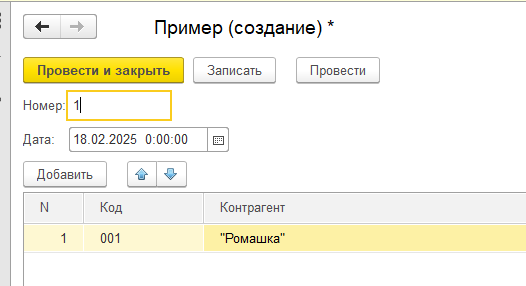 Пример (создание) *
Провести и закрыть Записать Провести
Номер: 1
Дата: 18.02.2025 0:00:00
Добавить
N Код Контрагент
1 001 "Ромашка"